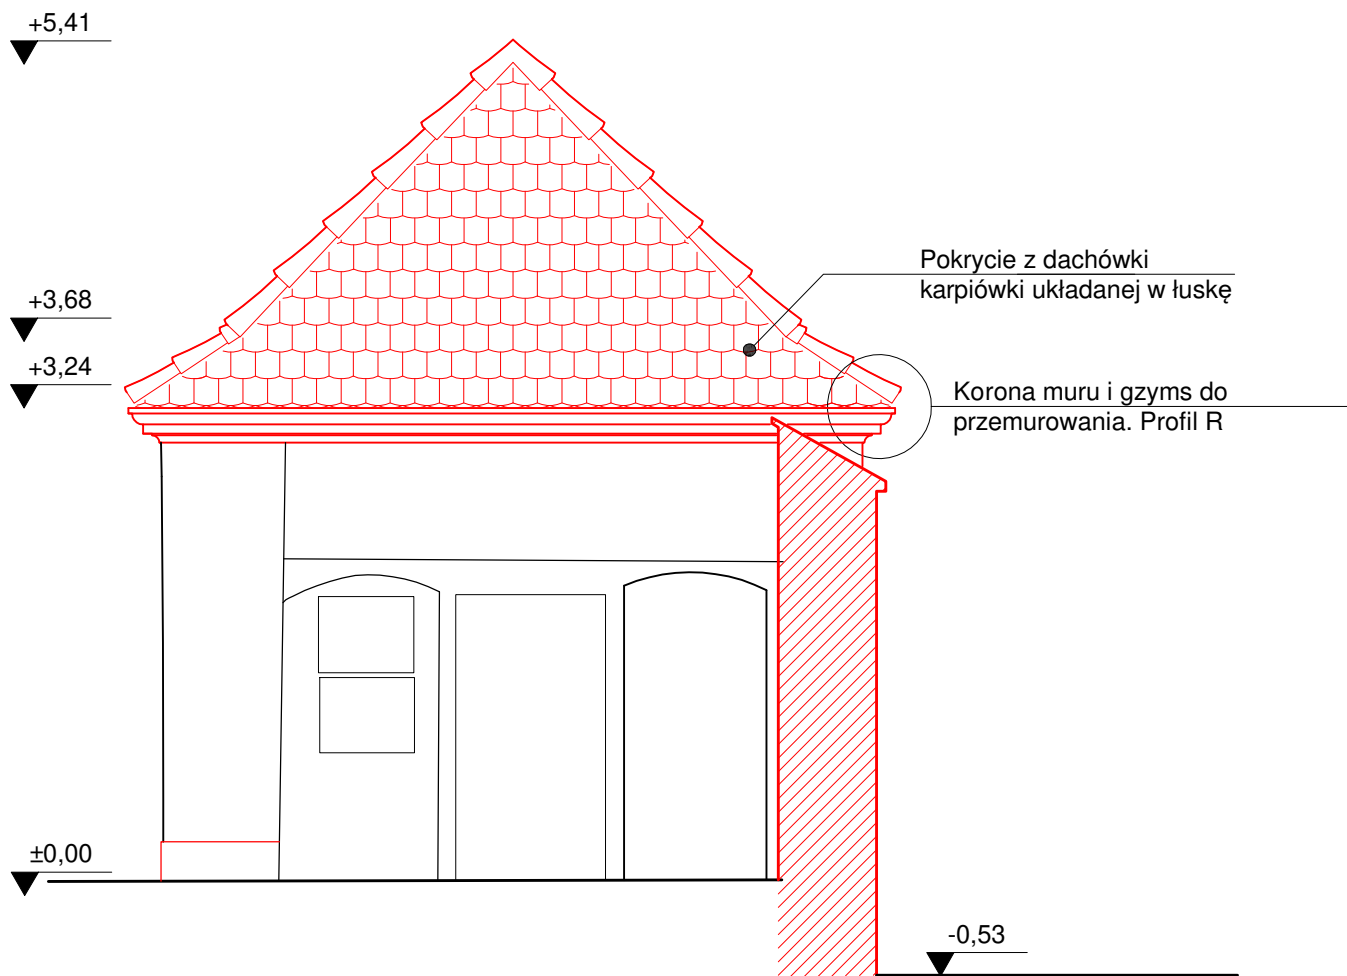 +5,41
Pokrycie z dachówki
karpiówki układanej w łuskę
+3,68
+3,24
Korona muru i gzyms do
przemurowania. Profil R
±0,00
-0,53